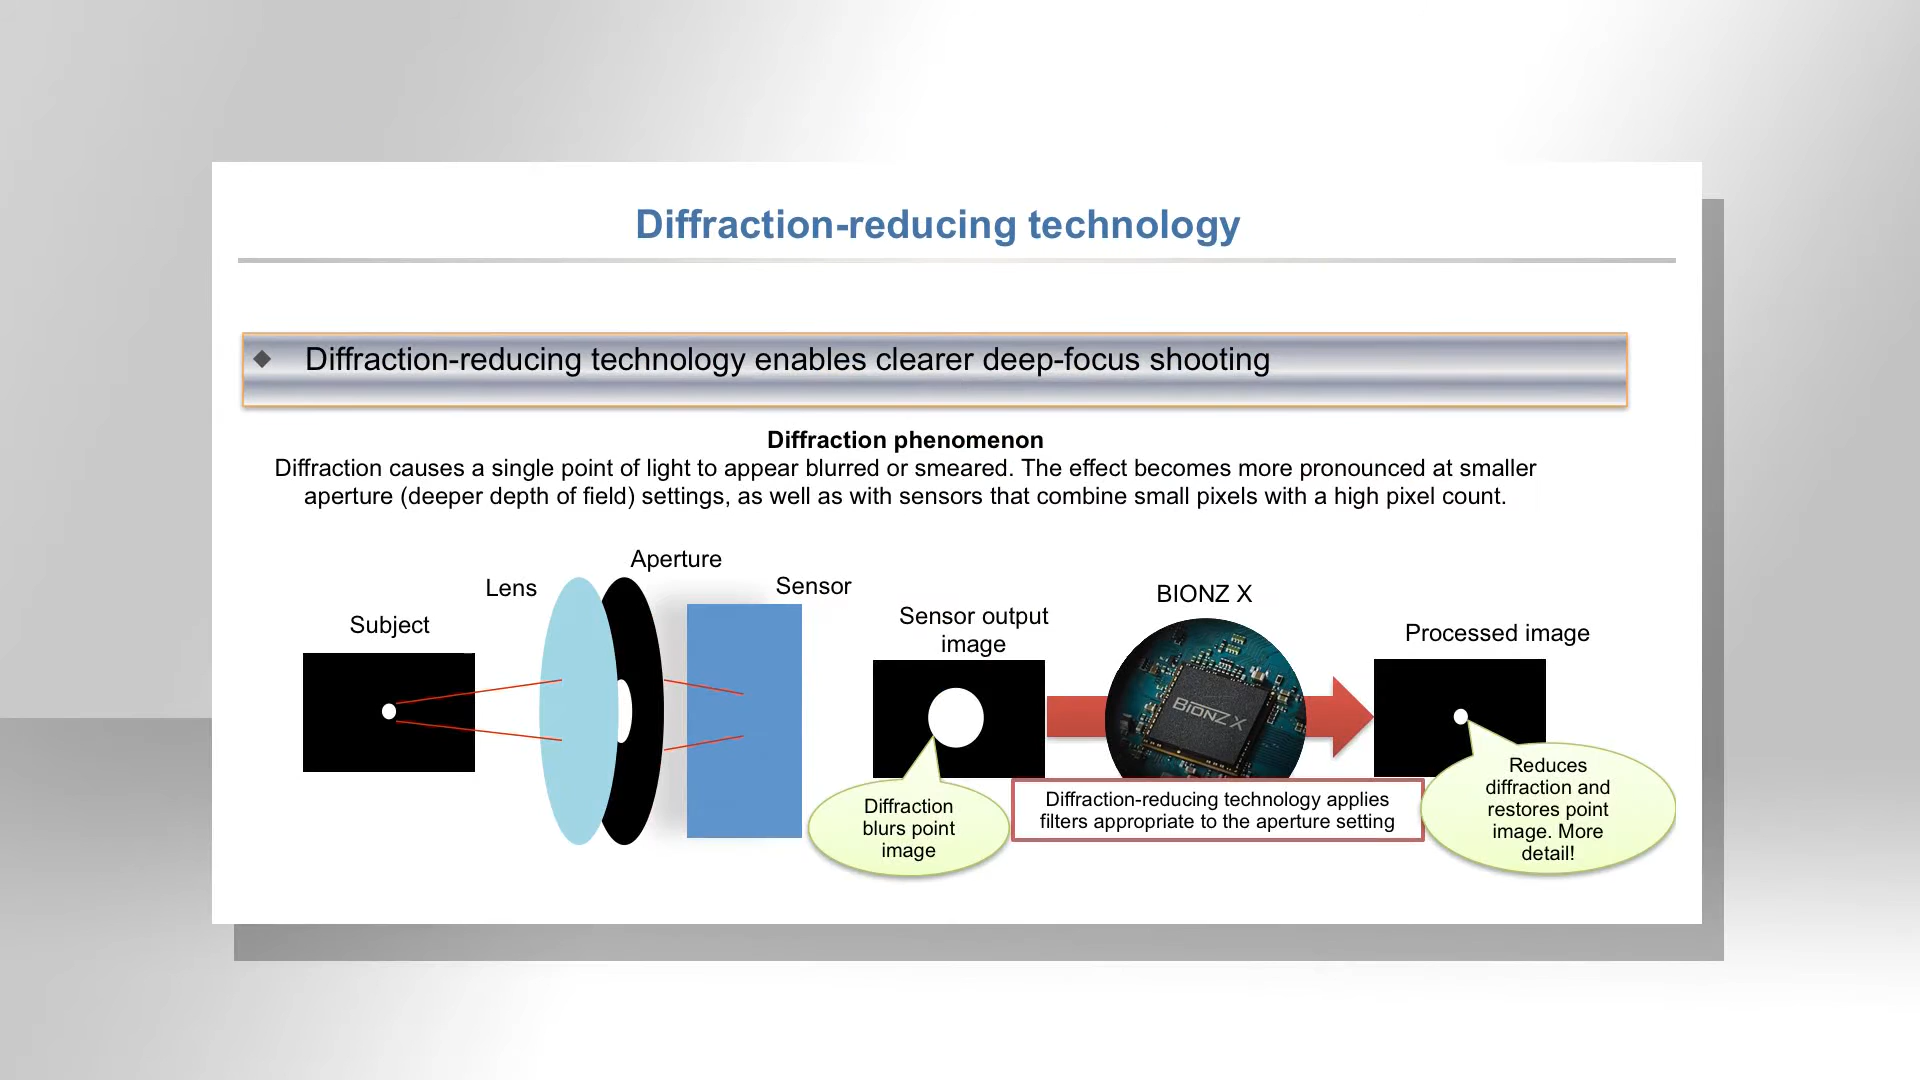 Diffraction-reducing technology
◆ Diffraction-reducing technology enables clearer deep-focus shooting
Diffraction phenomenon
Diffraction causes a single point of light to appear blurred or smeared. The effect becomes more pronounced at smaller
aperture (deeper depth of field) settings, as well as with sensors that combine small pixels with a high pixel count.
Subject
Lens
Aperture
Sensor
Sensor output
image
BIONZ X
BIONZ X
Processed image
Diffraction
blurs point
image
Diffraction-reducing technology applies
filters appropriate to the aperture setting
Reduces
diffraction and
restores point
image. More
detail!